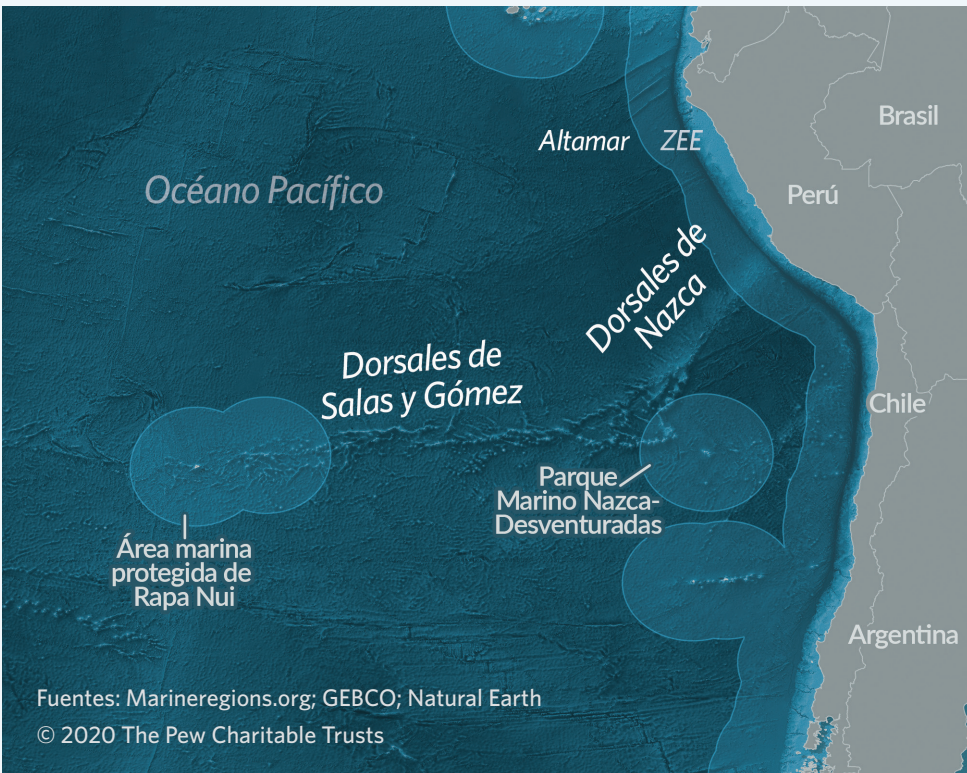 Brasil
Altamar
ZEE
Océano Pacífico
Perú
Dorsales de
Nazca
Dorsales de
Salas y Gómez
Chile
Parque
Marino Nazca-
Desventuradas
Área marina
protegida de
Rapa Nui
Argentina
Fuentes: Marineregions.org; GEBCO; Natural Earth
© 2020 The Pew Charitable Trusts